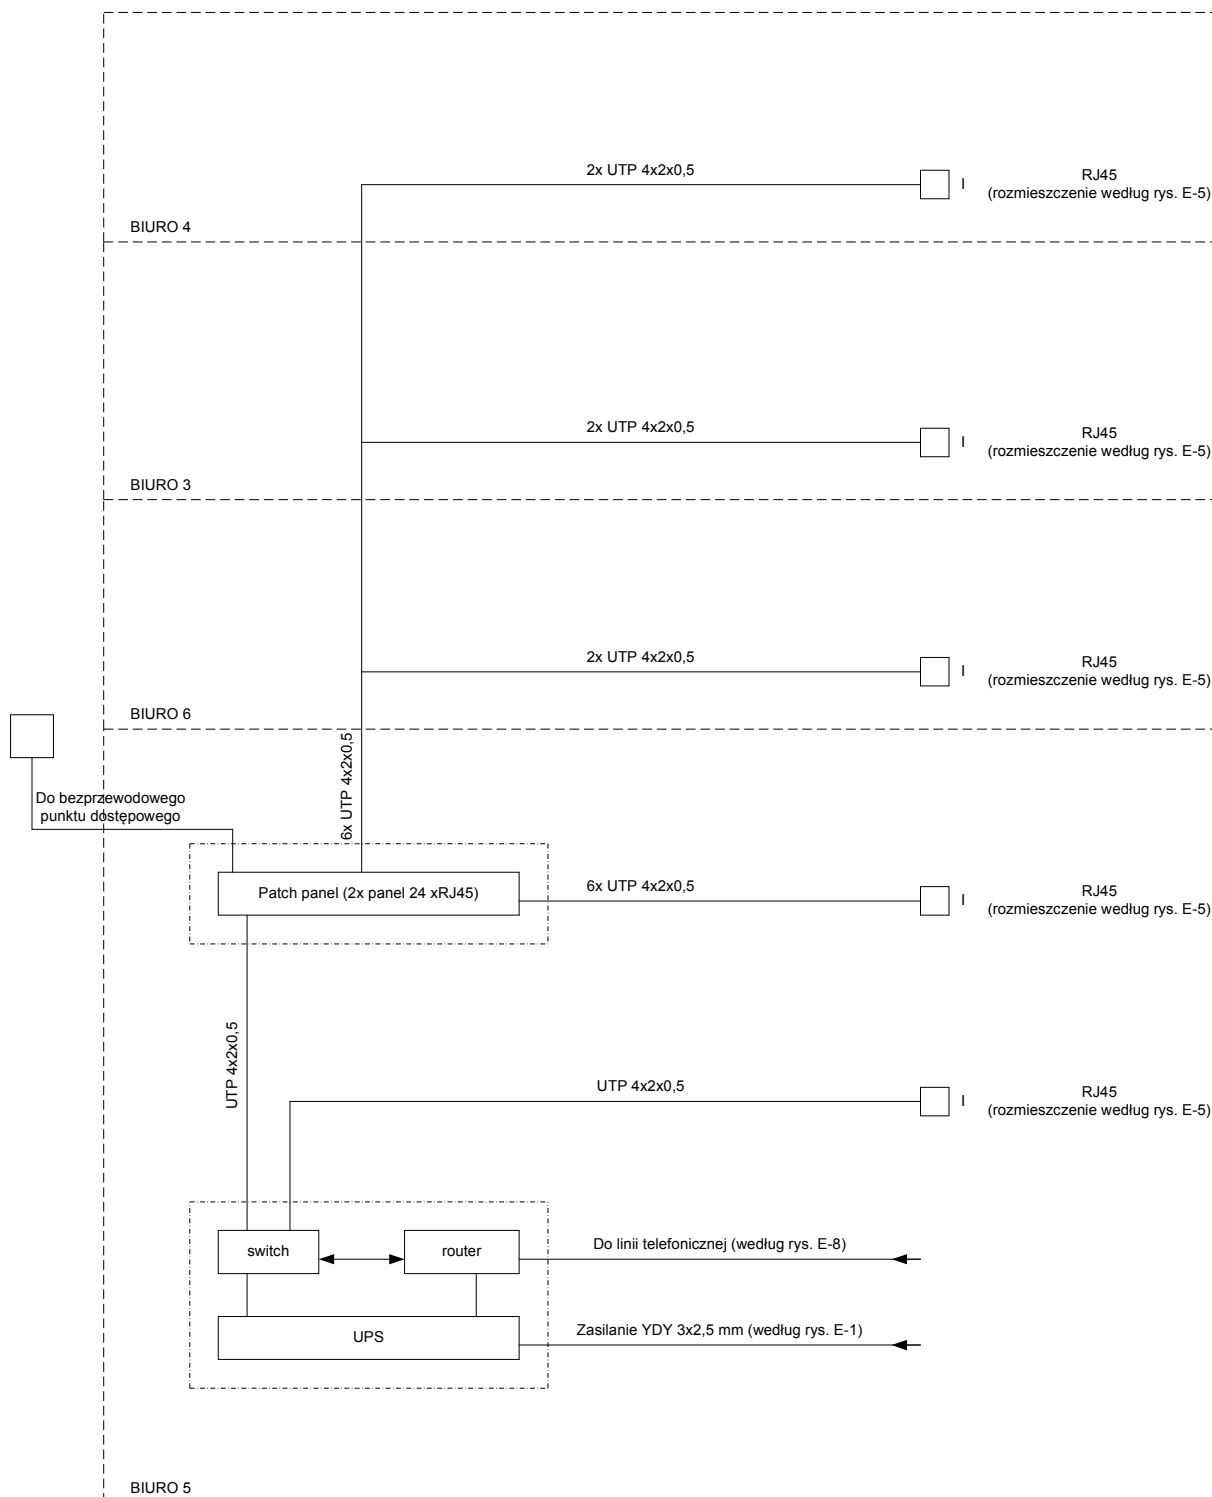 2x UTP 4x2x0,5
I
RJ45
(rozmieszczenie według rys. E-5)
BIURO 4
2x UTP 4x2x0,5
I
RJ45
(rozmieszczenie według rys. E-5)
BIURO 3
2x UTP 4x2x0,5
I
RJ45
(rozmieszczenie według rys. E-5)
BIURO 6
6x UTP 4x2x0,5
Do bezprzewodowego
punktu dostępowego
Patch panel (2x panel 24 xRJ45)
6x UTP 4x2x0,5
I
RJ45
(rozmieszczenie według rys. E-5)
UTP 4x2x0,5
UTP 4x2x0,5
I
RJ45
(rozmieszczenie według rys. E-5)
switch
router
Do linii telefonicznej (według rys. E-8)
UPS
Zasilanie YDY 3x2,5 mm (według rys. E-1)
BIURO 5